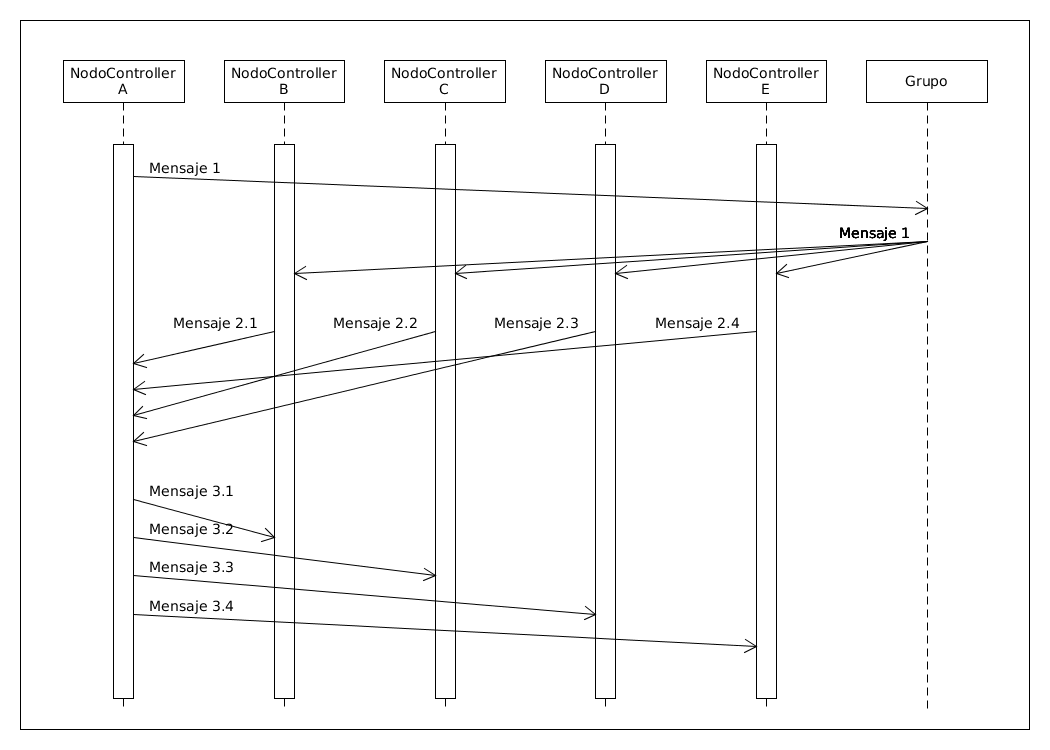 NodoController
A
NodoController
B
NodoController
C
NodoController
D
NodoController
E
Grupo
Mensaje 1
Mensaje 1
Mensaje 2.1
Mensaje 2.2
Mensaje 2.3
Mensaje 2.4
Mensaje 3.1
Mensaje 3.2
Mensaje 3.3
Mensaje 3.4